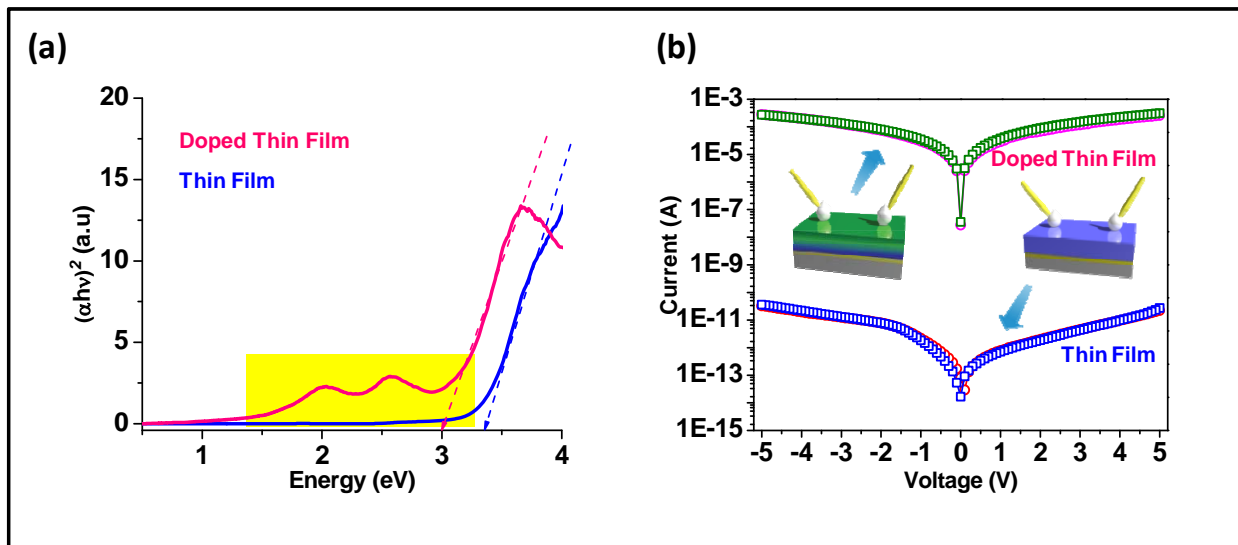 (a)
20
15
10
5
0
(αhν)² (a.u)
Doped Thin Film
Thin Film
1 2 3 4
Energy (eV)
(b)
1E-3
1E-5
1E-7
1E-9
1E-11
1E-13
1E-15
Current (A)
Doped Thin Film
Thin Film
-5 -4 -3 -2 -1 0 1 2 3 4 5
Voltage (V)